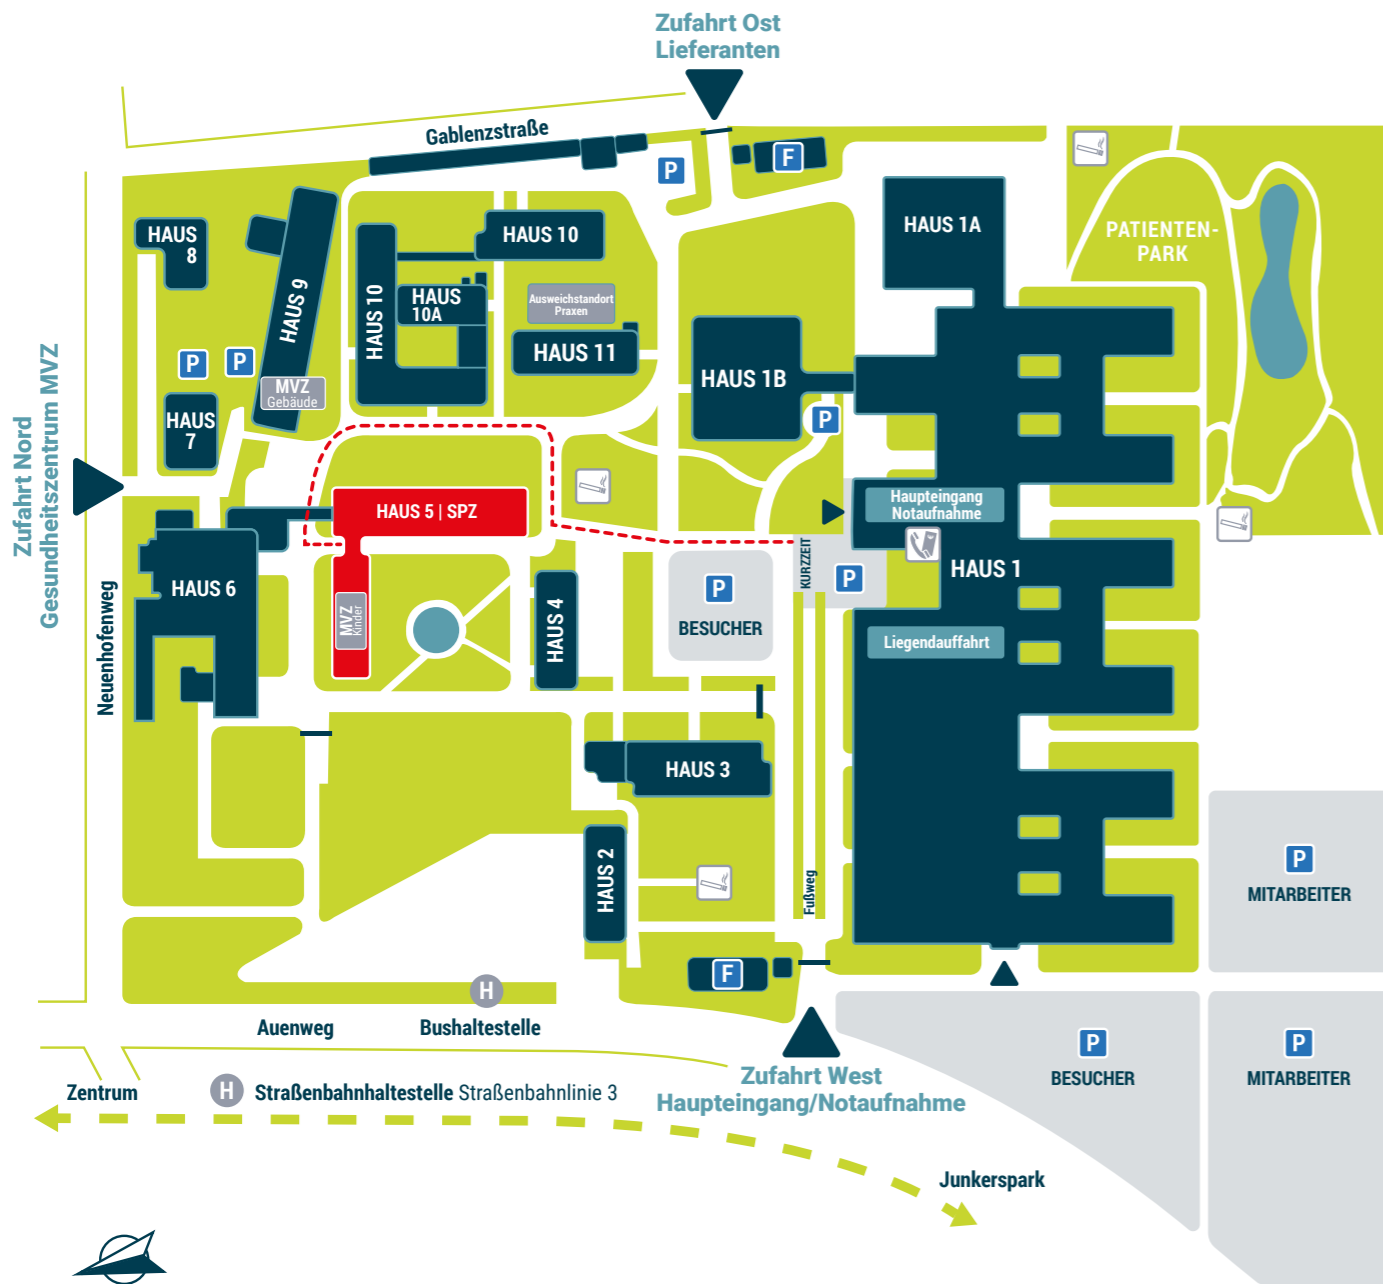 Zufahrt Ost
Lieferanten
Gablenzstraße
P
F
HAUS
8
HAUS 9
HAUS 10
HAUS 10
HAUS
10A
Ausweichstandort
Praxen
HAUS 11
HAUS 1A
PATIENTEN-
PARK
HAUS 1B
P
P
MVZ
Gebäude
HAUS
7
P
Zufahrt Nord
Gesundheitszentrum MVZ
HAUS 5 | SPZ
Haupteingang
Notaufnahme
KURZZEIT
P
HAUS 1
P
BESUCHER
HAUS 6
MVZ
Kinder
HAUS 4
Liegendauffahrt
Neuenhofenweg
HAUS 3
HAUS 2
Fußweg
P
MITARBEITER
F
H
Auenweg
Bushaltestelle
P
BESUCHER
P
MITARBEITER
Zufahrt West
Haupteingang/Notaufnahme
Zentrum
H
Straßenbahnhaltestelle Straßenbahnlinie 3
Junkerspark